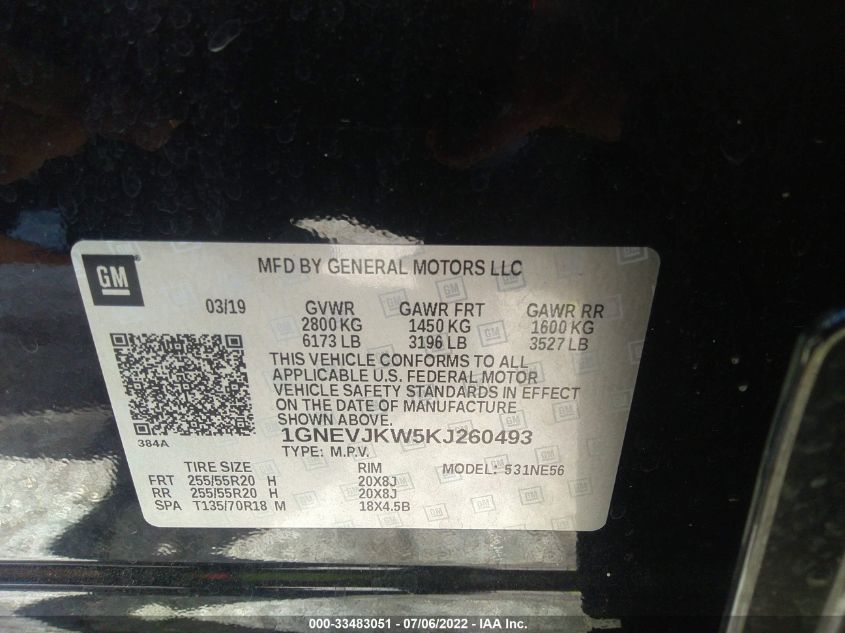 GM
MFD BY GENERAL MOTORS LLC
03/19 GVWR GAWR FRT GAWR RR
2800 KG 1450 KG 1600 KG
6173 LB 3196 LB 3527 LB
THIS VEHICLE CONFORMS TO ALL
APPLICABLE U.S. FEDERAL MOTOR
VEHICLE SAFETY STANDARDS IN EFFECT
ON THE DATE OF MANUFACTURE
SHOWN ABOVE.
384A
1GNEVJKW5KJ260493
TYPE: M.P.V. MODEL: 531NE56
TIRE SIZE RIM
FRT 255/55R20 H 20X8J
RR 255/55R20 H 20X8J
SPA T135/70R18 M 18X4.5B
000-33483051 - 07/06/2022 - IAA Inc.